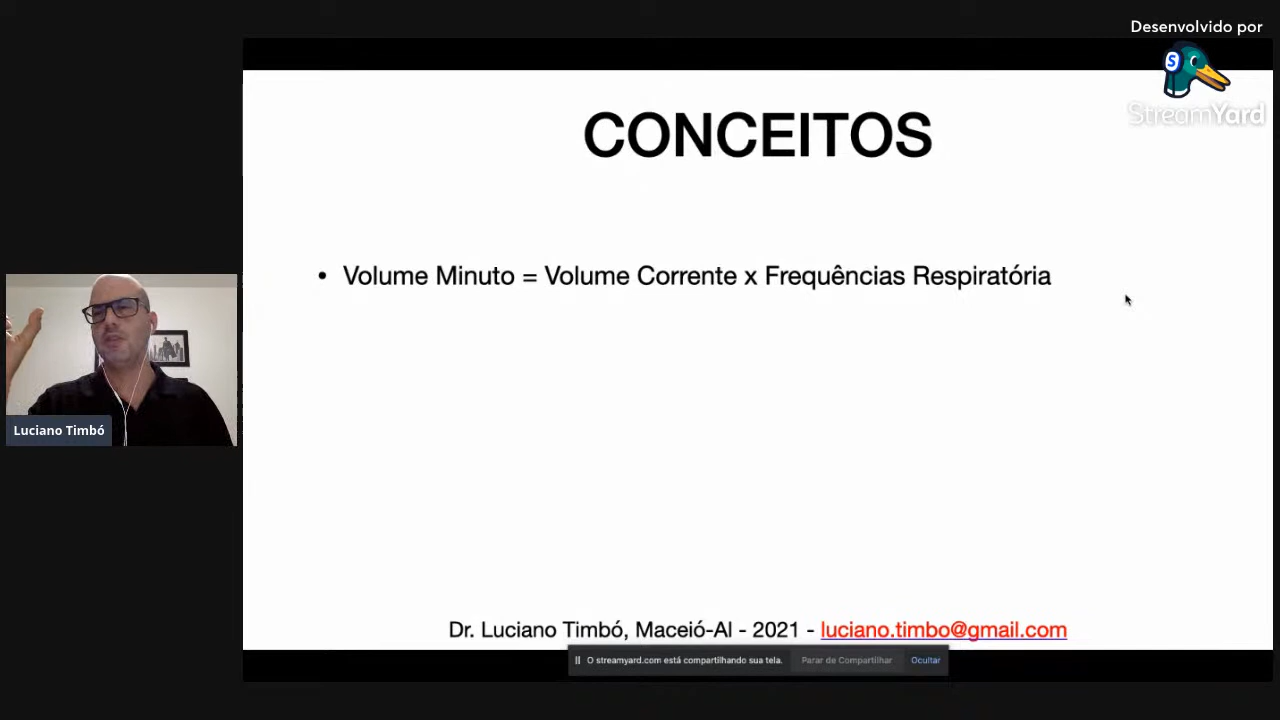 Desenvolvido por
StreamYard
CONCEITOS
• Volume Minuto = Volume Corrente x Frequências Respiratória
Luciano Timbó
Dr. Luciano Timbó, Maceió-Al - 2021 - luciano.timbo@gmail.com
O streamyard.com está compartilhando sua tela. Parar de Compartilhar Ocultar